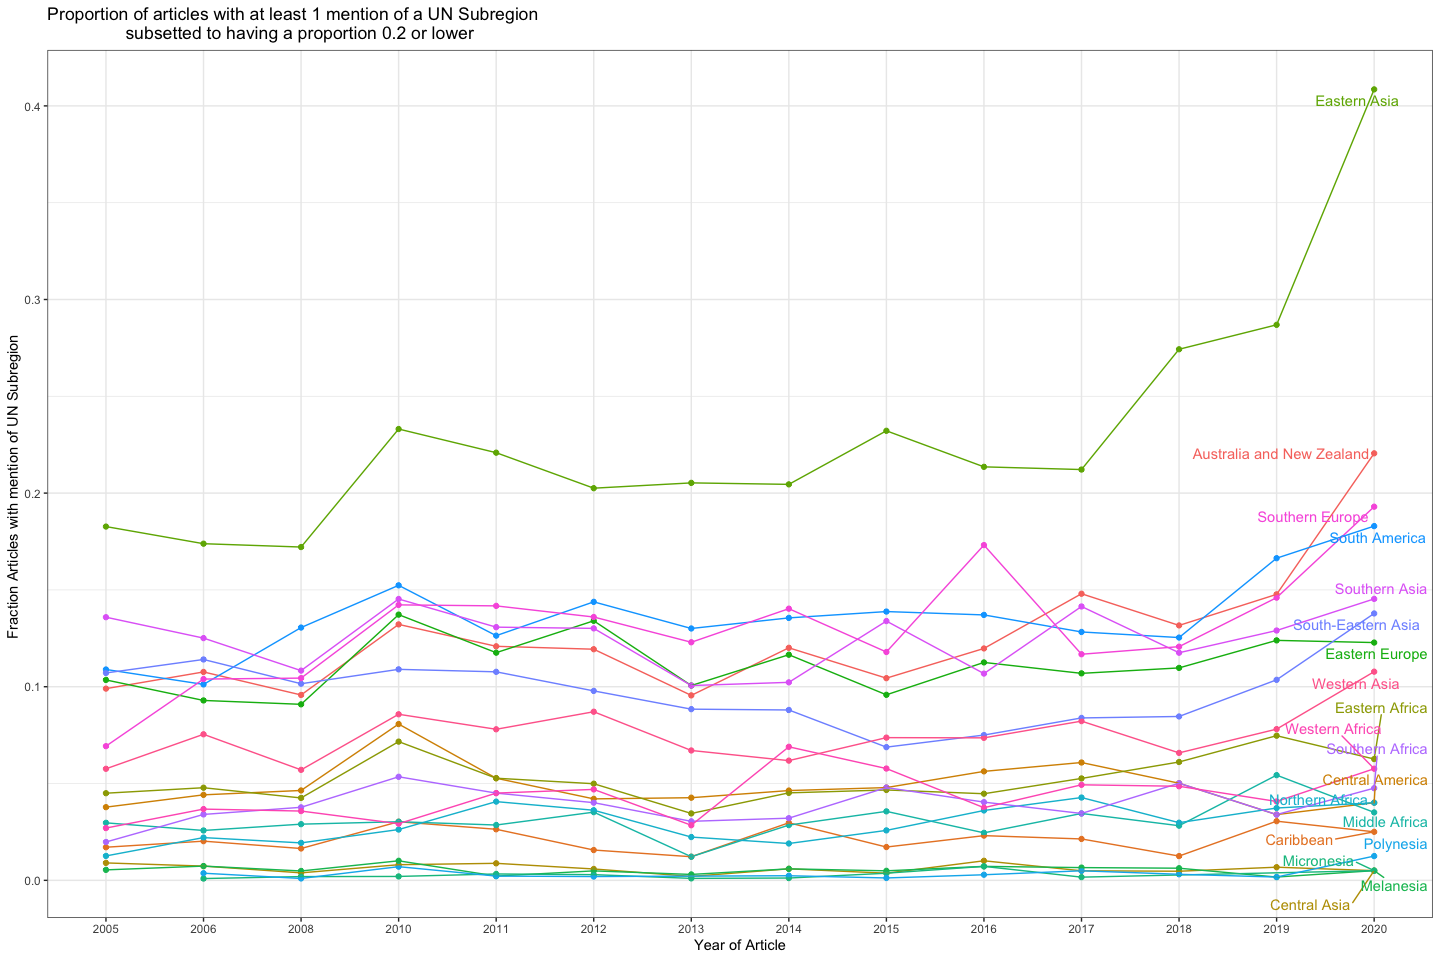 Proportion of articles with at least 1 mention of a UN Subregion
subsetted to having a proportion 0.2 or lower
Fraction Articles with mention of UN Subregion
0.4
0.3
0.2
0.1
0.0
Eastern Asia
Australia and New Zealand
Southern Europe
South America
Southern Asia
South-Eastern Asia
Eastern Europe
Western Asia
Eastern Africa
Western Africa
Southern Africa
Central America
Northern Africa
Middle Africa
Caribbean
Polynesia
Micronesia
Melanesia
Central Asia
2005 2006 2008 2010 2011 2012 2013 2014 2015 2016 2017 2018 2019 2020
Year of Article